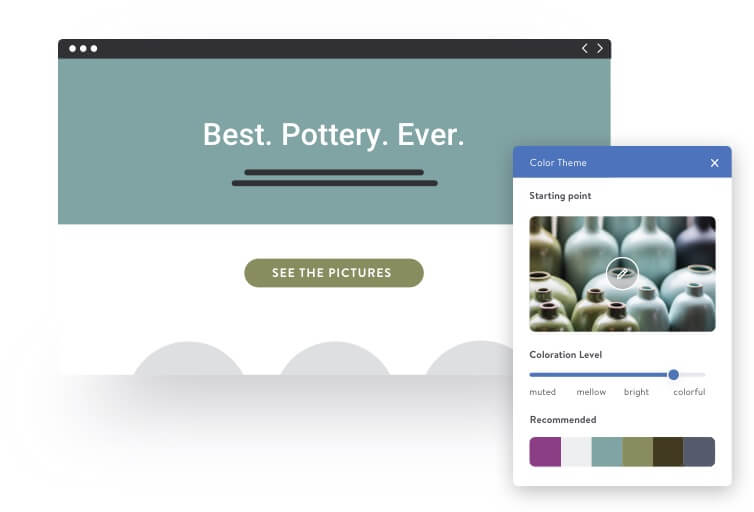 Best. Pottery. Ever.
SEE THE PICTURES
Color Theme
Starting point
Coloration Level
muted mellow bright colorful
Recommended